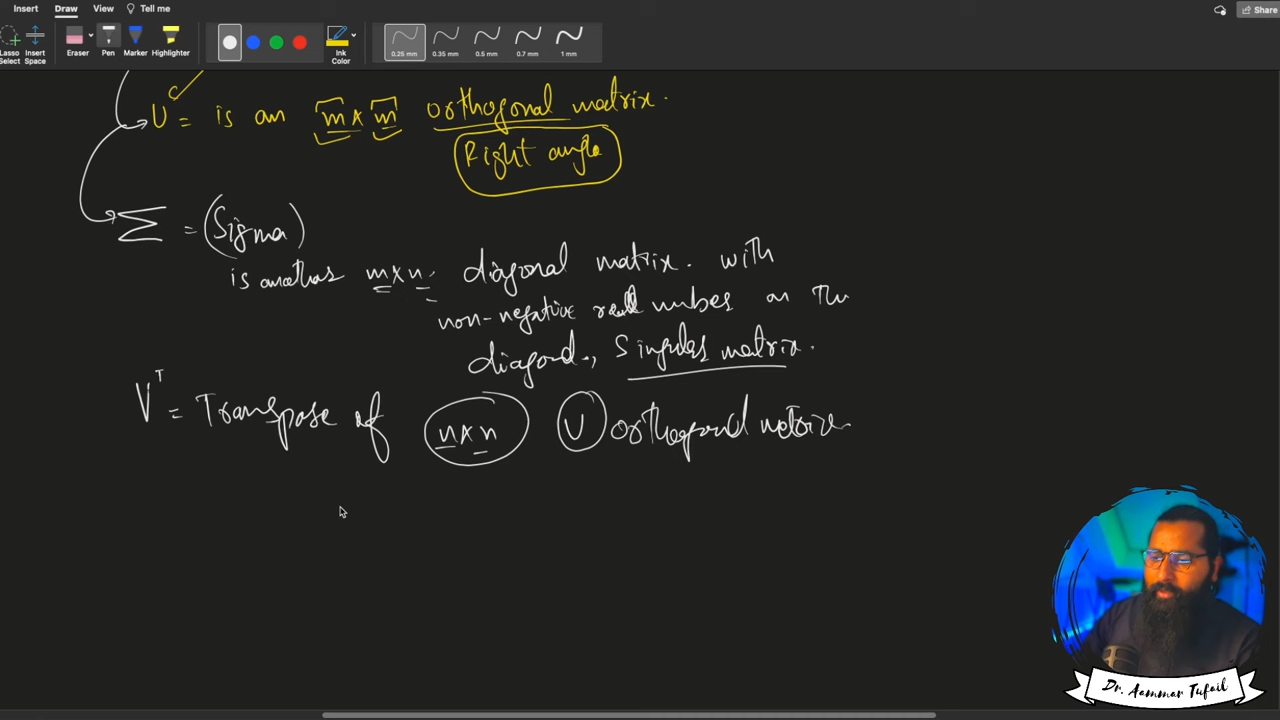 Insert Draw View Tell me
Share
Lasso Select
Insert Space
Eraser
Pen
Marker
Highlighter
Ink Color
0.25 mm
0.35 mm
0.5 mm
0.7 mm
1 mm
U = is an m x m orthogonal matrix.
Right angle
Σ = (Sigma)
is another m x n diagonal matrix. with
non-negative real numbers on the
diagonal., Singular matrix.
V^T = Transpose of n x n U orthogonal matrix
Dr. Aammar Tufail